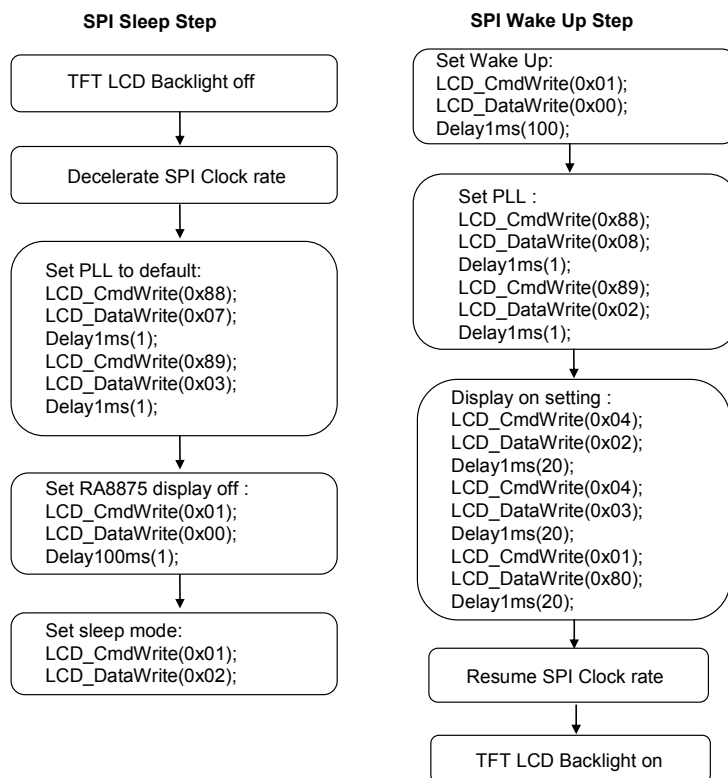 SPI Sleep Step
TFT LCD Backlight off
Decelerate SPI Clock rate
Set PLL to default:
LCD_CmdWrite(0x88);
LCD_DataWrite(0x07);
Delay1ms(1);
LCD_CmdWrite(0x89);
LCD_DataWrite(0x03);
Delay1ms(1);
Set RA8875 display off :
LCD_CmdWrite(0x01);
LCD_DataWrite(0x00);
Delay100ms(1);
Set sleep mode:
LCD_CmdWrite(0x01);
LCD_DataWrite(0x02);
SPI Wake Up Step
Set Wake Up:
LCD_CmdWrite(0x01);
LCD_DataWrite(0x00);
Delay1ms(100);
Set PLL :
LCD_CmdWrite(0x88);
LCD_DataWrite(0x08);
Delay1ms(1);
LCD_CmdWrite(0x89);
LCD_DataWrite(0x02);
Delay1ms(1);
Display on setting :
LCD_CmdWrite(0x04);
LCD_DataWrite(0x02);
Delay1ms(20);
LCD_CmdWrite(0x04);
LCD_DataWrite(0x03);
Delay1ms(20);
LCD_CmdWrite(0x01);
LCD_DataWrite(0x80);
Delay1ms(20);
Resume SPI Clock rate
TFT LCD Backlight on